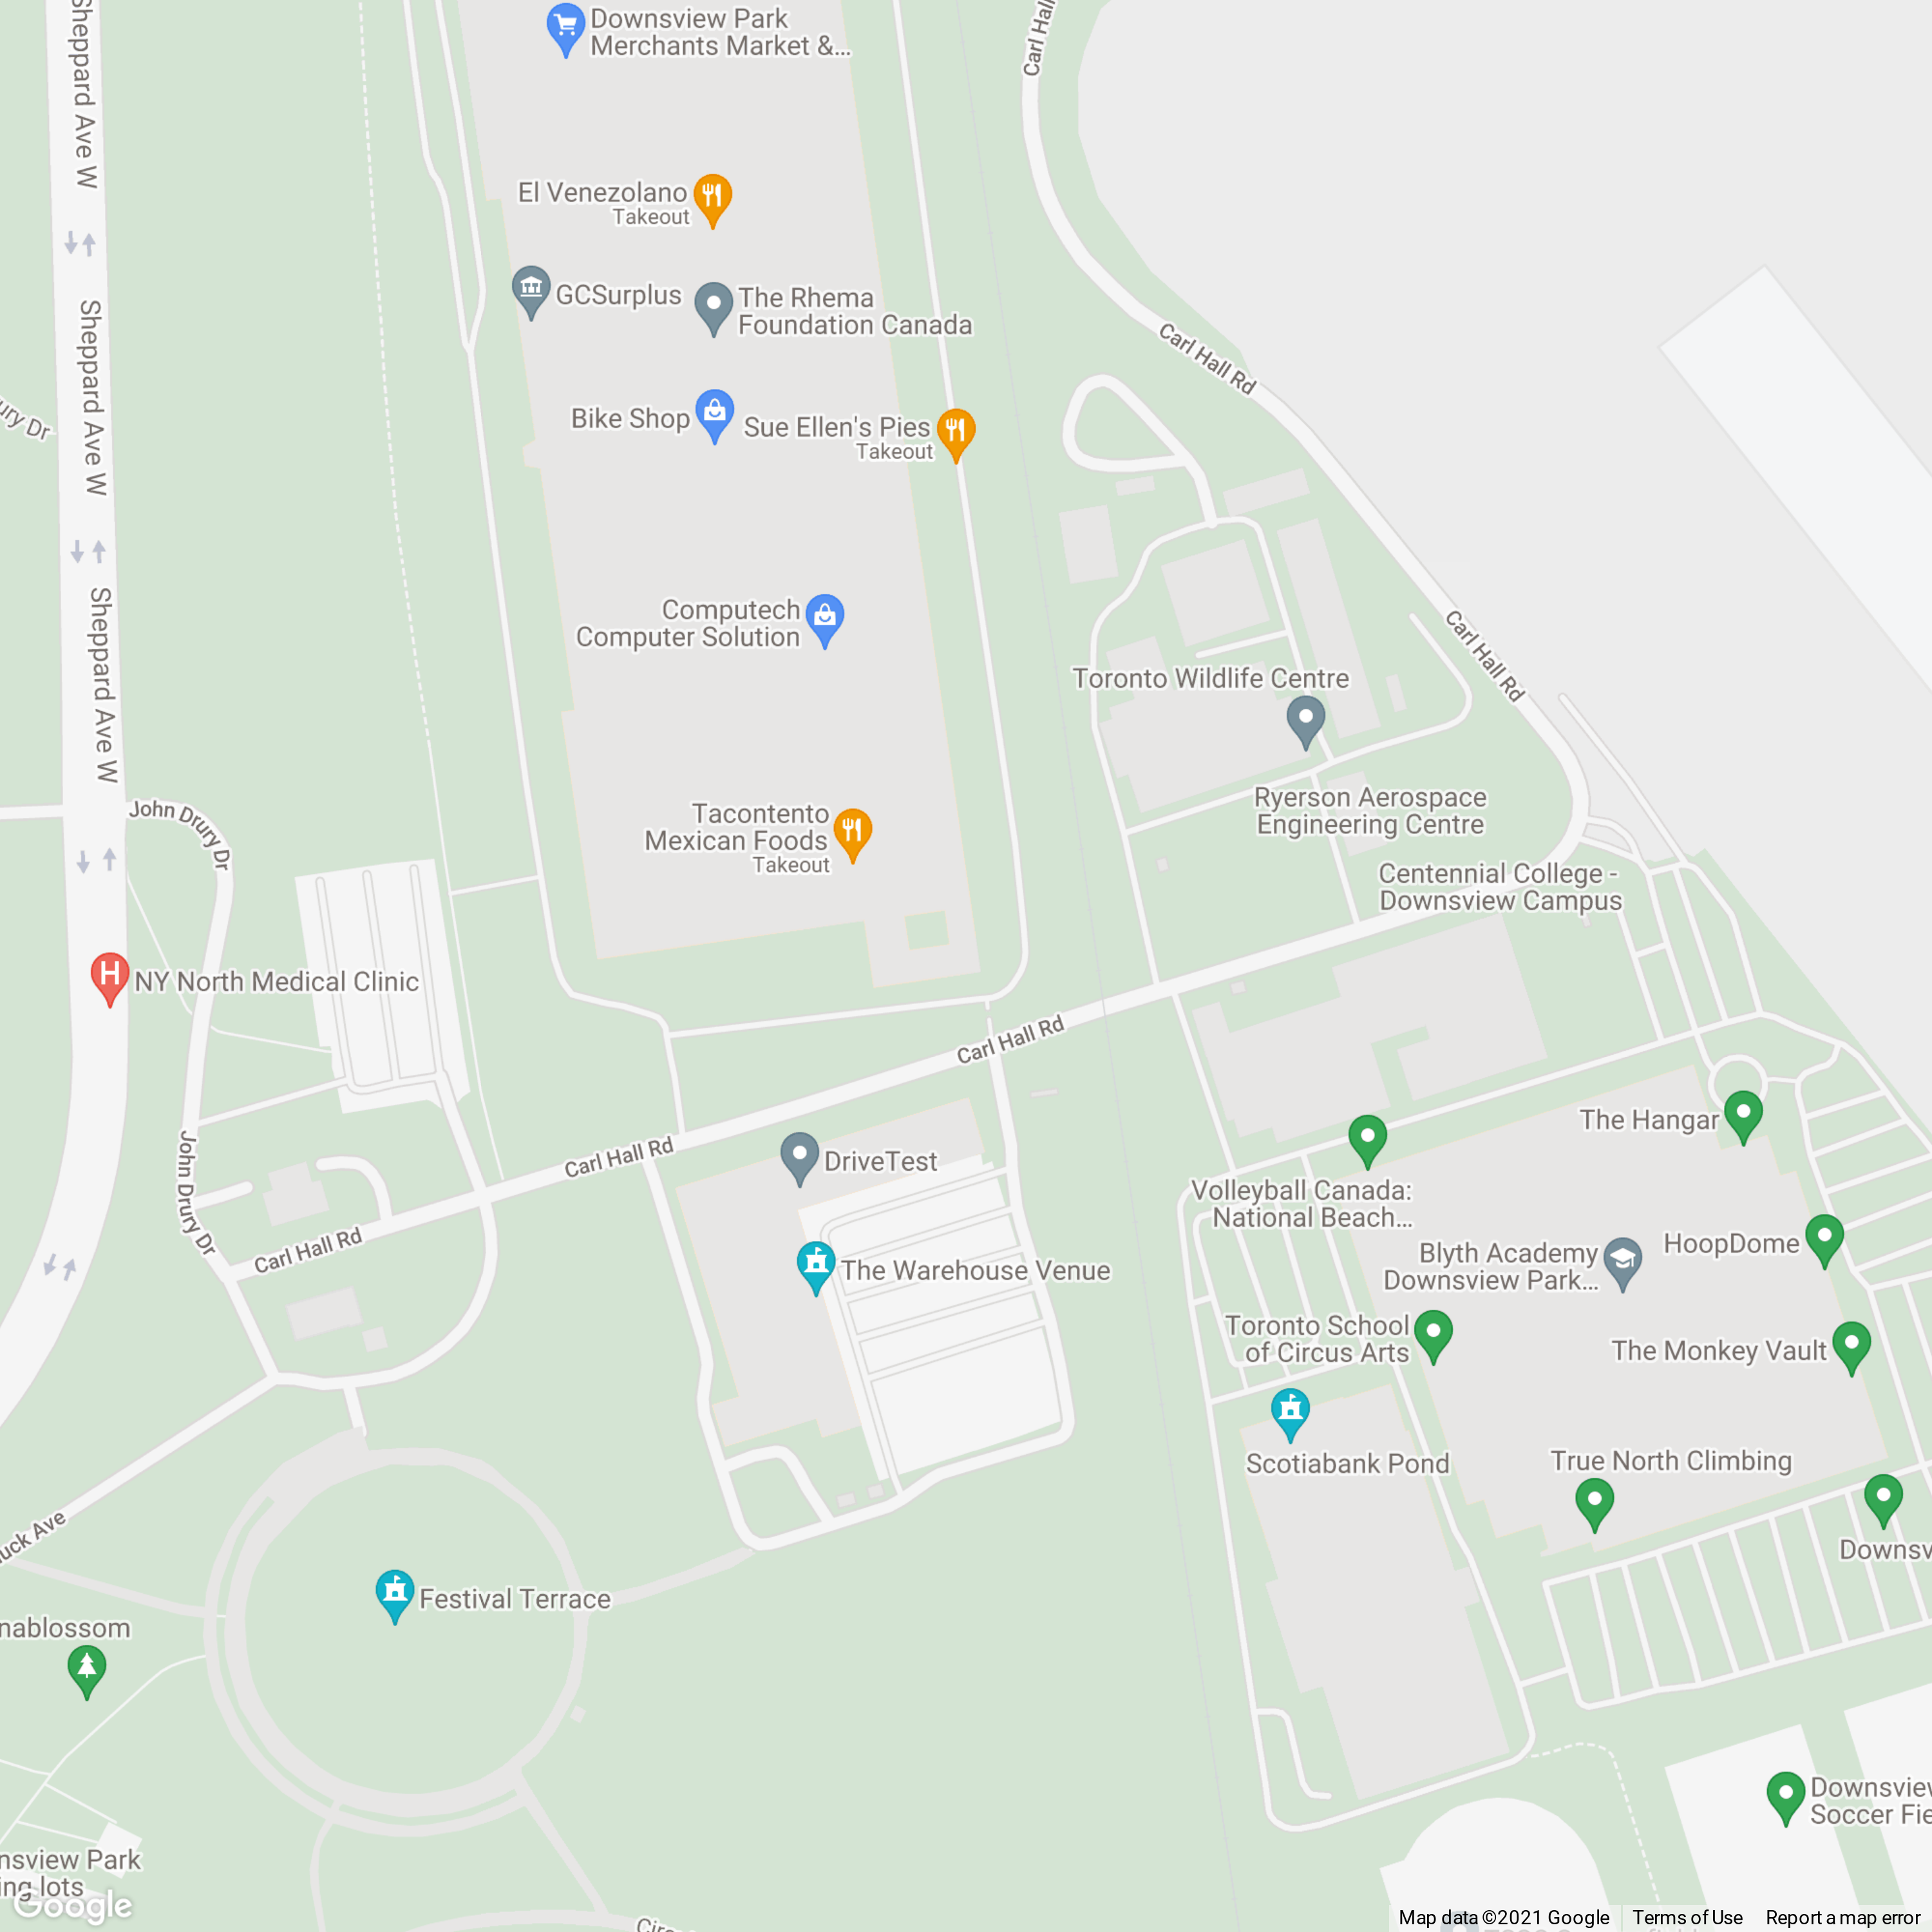 Sheppard Ave W
Downsview Park
Merchants Market &...
Carl Hall
El Venezolano
Takeout
GCSurplus
The Rhema
Foundation Canada
Sheppard Ave W
Carl Hall Rd
ury Dr
Bike Shop
Sue Ellen's Pies
Takeout
Computech
Computer Solution
Sheppard Ave W
Carl Hall Rd
Toronto Wildlife Centre
John Drury Dr
Tacontento
Mexican Foods
Takeout
Ryerson Aerospace
Engineering Centre
Centennial College -
Downsview Campus
H
NY North Medical Clinic
Carl Hall Rd
The Hangar
Carl Hall Rd
DriveTest
John Drury Dr
Volleyball Canada:
National Beach...
Carl Hall Rd
The Warehouse Venue
Blyth Academy
Downsview Park...
HoopDome
Toronto School
of Circus Arts
The Monkey Vault
Scotiabank Pond
True North Climbing
uck Ave
Downsv
Festival Terrace
nablossom
Downsview
Soccer Fie
nsview Park
ing lots
Google
Circ
Map data ©2021 Google
Terms of Use
Report a map error